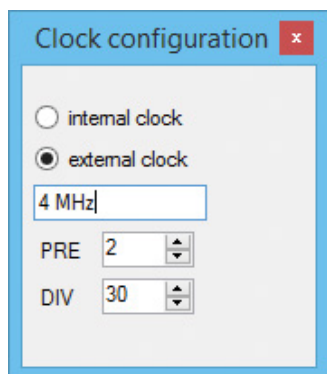 Clock configuration x
internal clock
external clock
4 MHz
PRE 2
DIV 30